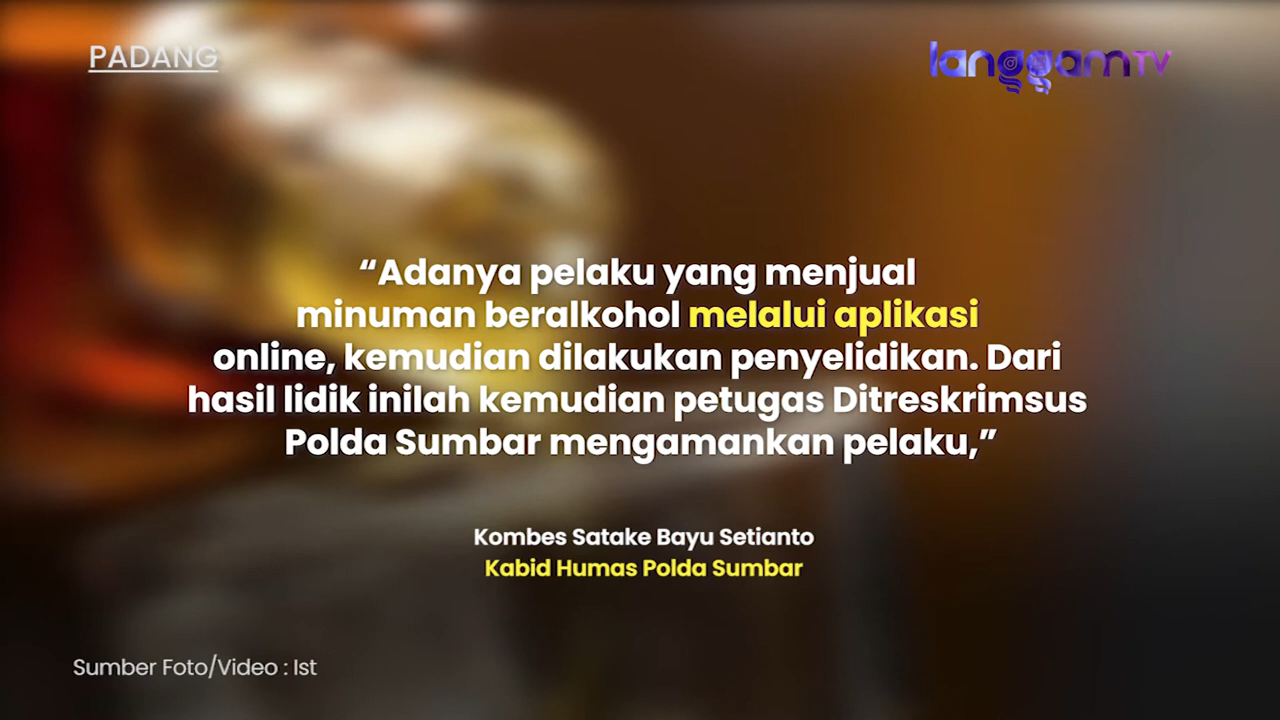 PADANG
langgamTV
“Adanya pelaku yang menjual
minuman beralkohol melalui aplikasi
online, kemudian dilakukan penyelidikan. Dari
hasil lidik inilah kemudian petugas Ditreskrimsus
Polda Sumbar mengamankan pelaku,”
Kombes Satake Bayu Setianto
Kabid Humas Polda Sumbar
Sumber Foto/Video : Ist